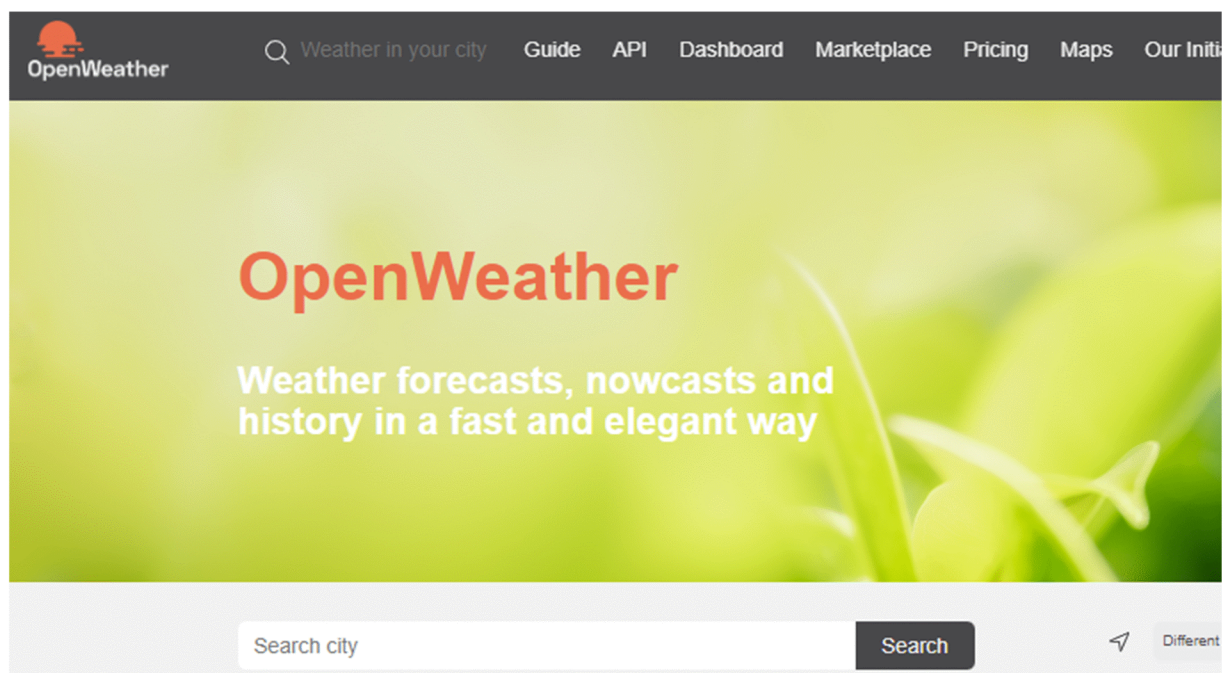 OpenWeather
Weather in your city Guide API Dashboard Marketplace Pricing Maps Our
OpenWeather
Weather forecasts, nowcasts and
history in a fast and elegant way
Search city Search Different